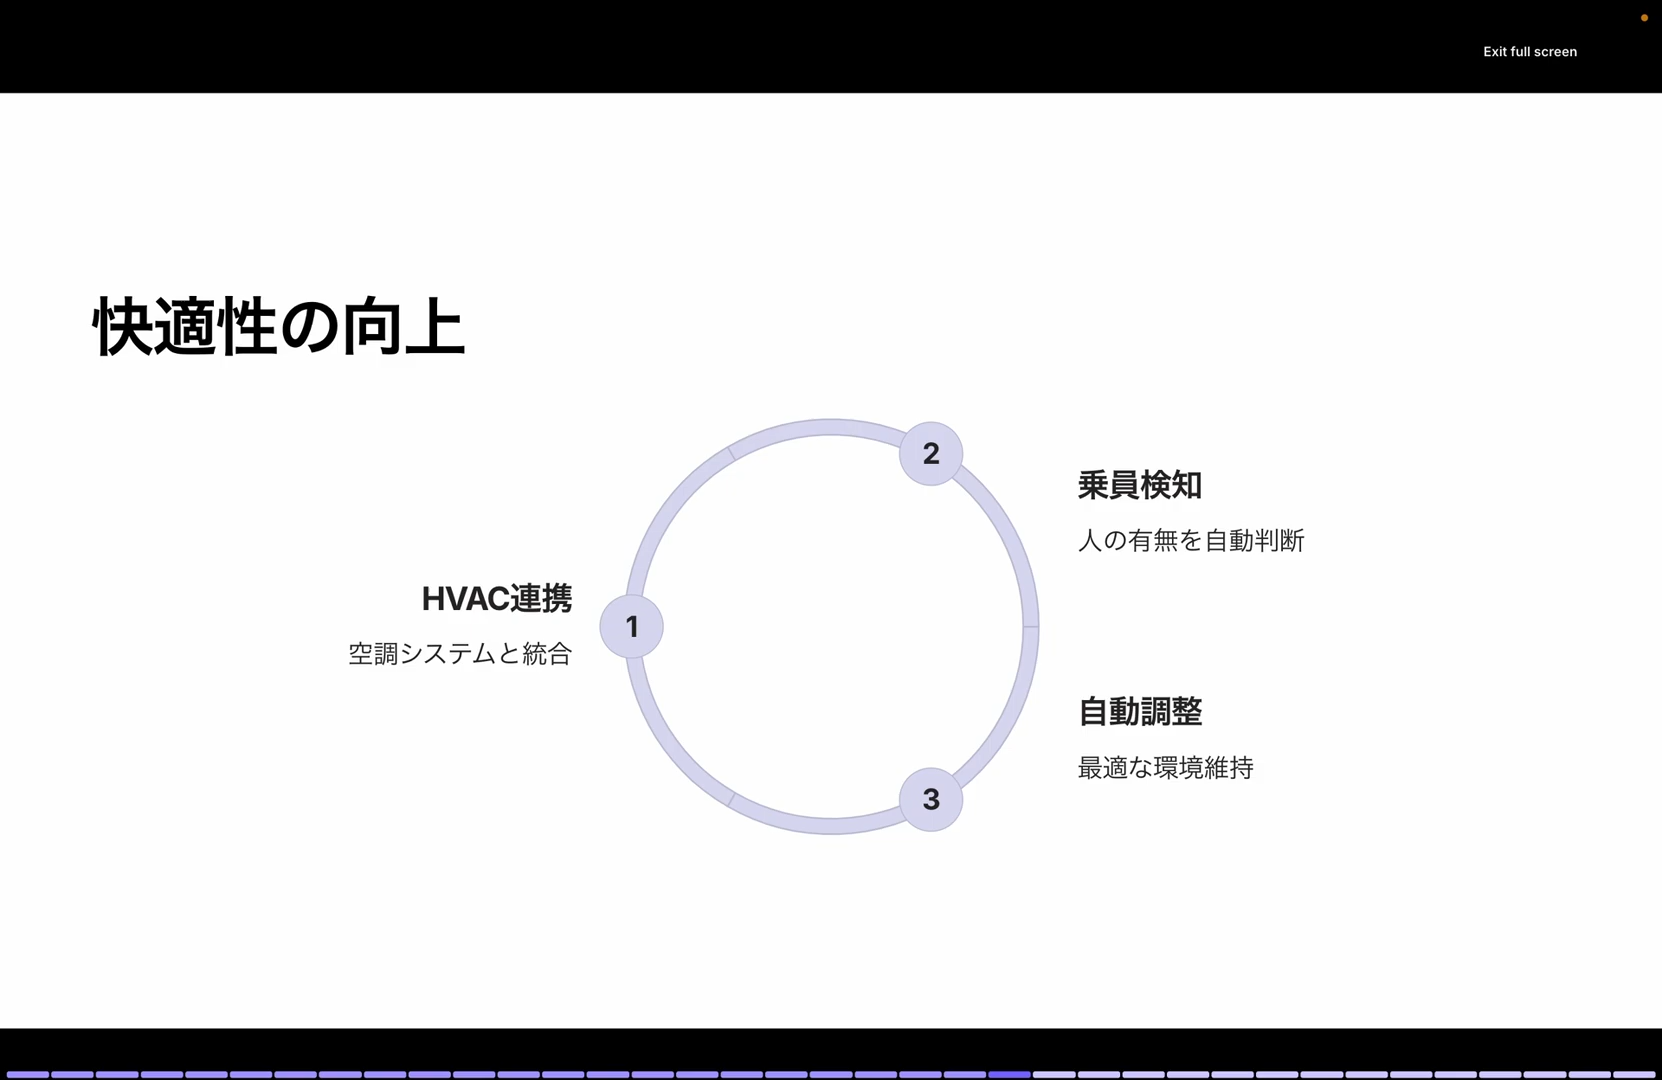 Exit full screen
快適性の向上
1
HVAC連携
空調システムと統合
2
乗員検知
人の有無を自動判断
3
自動調整
最適な環境維持